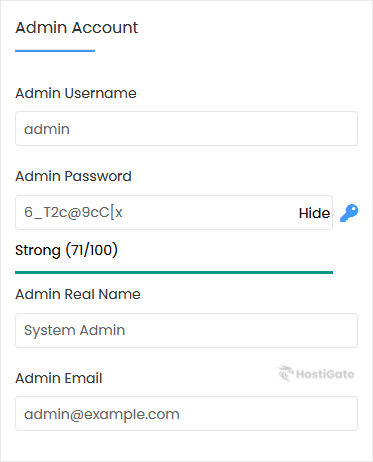 Admin Account
Admin Username
admin
Admin Password
6_T2c@9cC[x Hide
Strong (71/100)
Admin Real Name
System Admin
Admin Email
HostiGate
admin@example.com